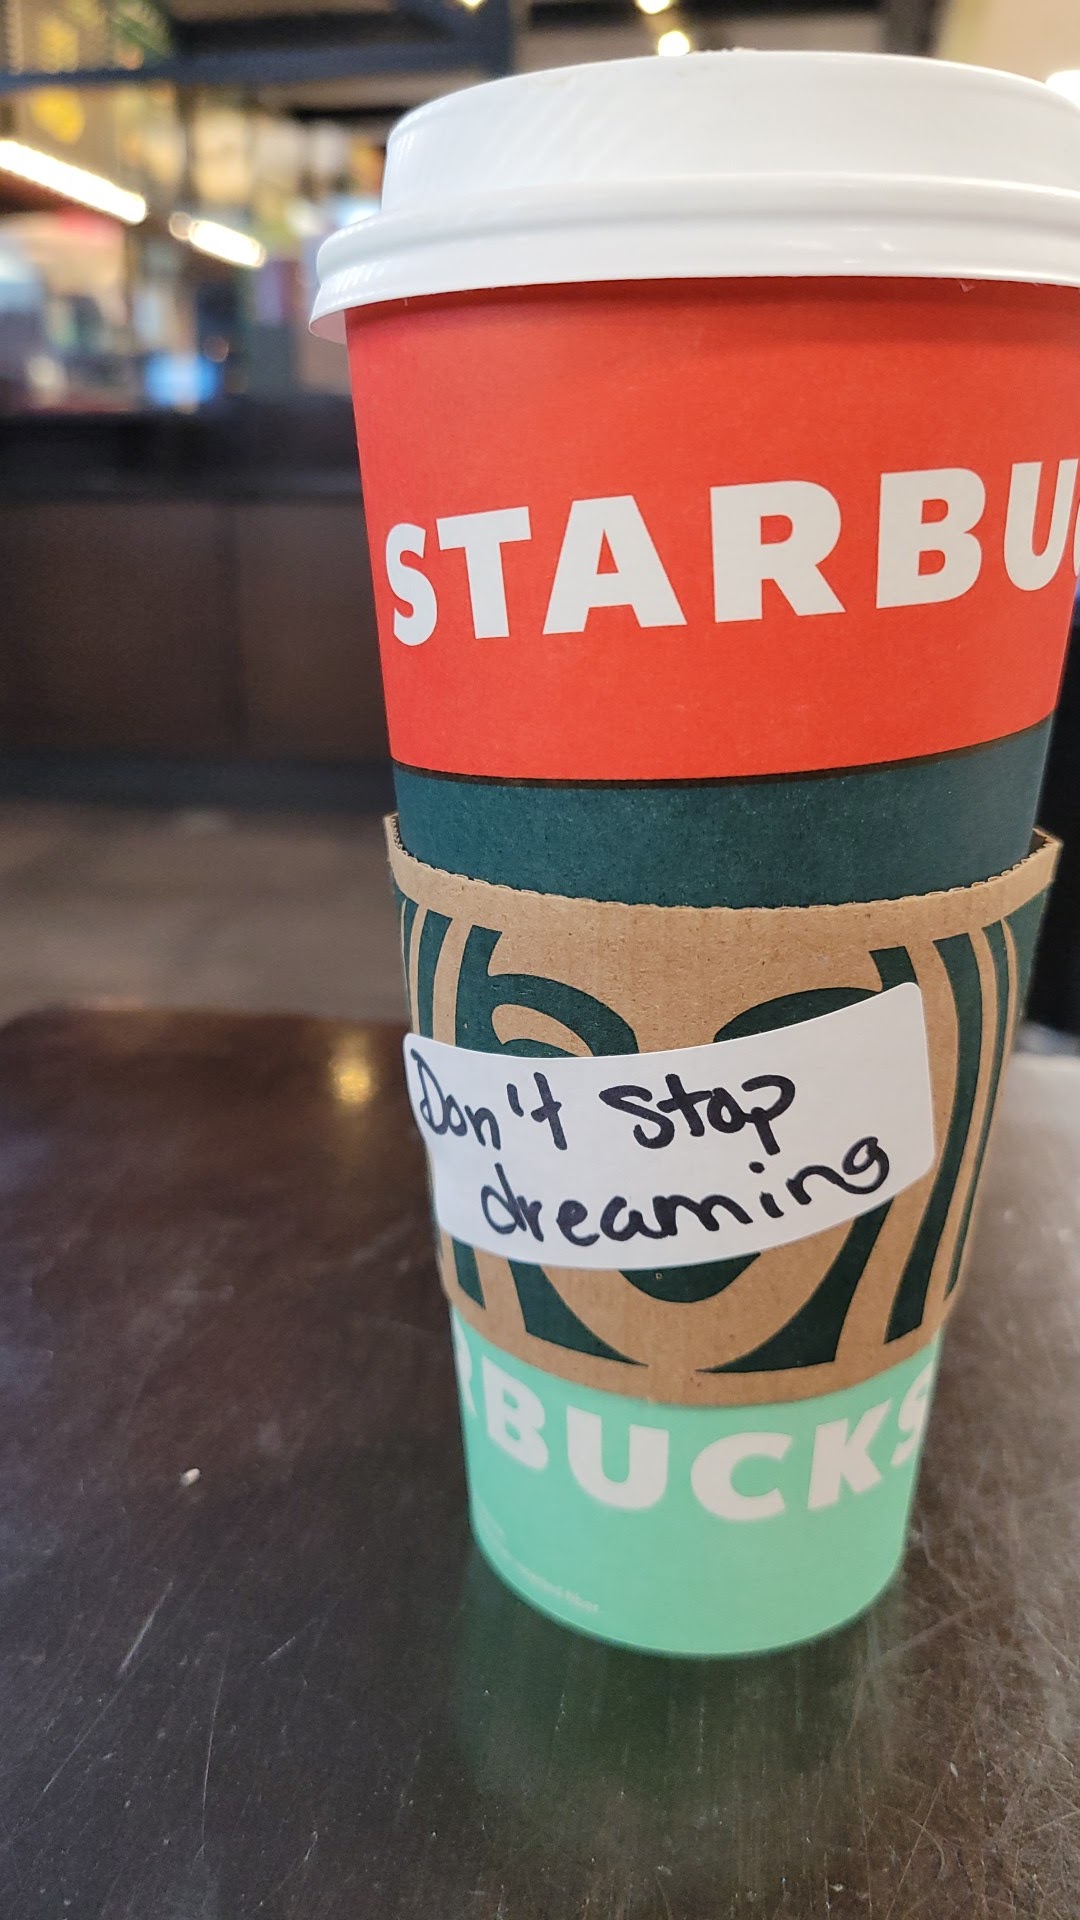 STARBU
Don't stop
dreaming
RBUCKS